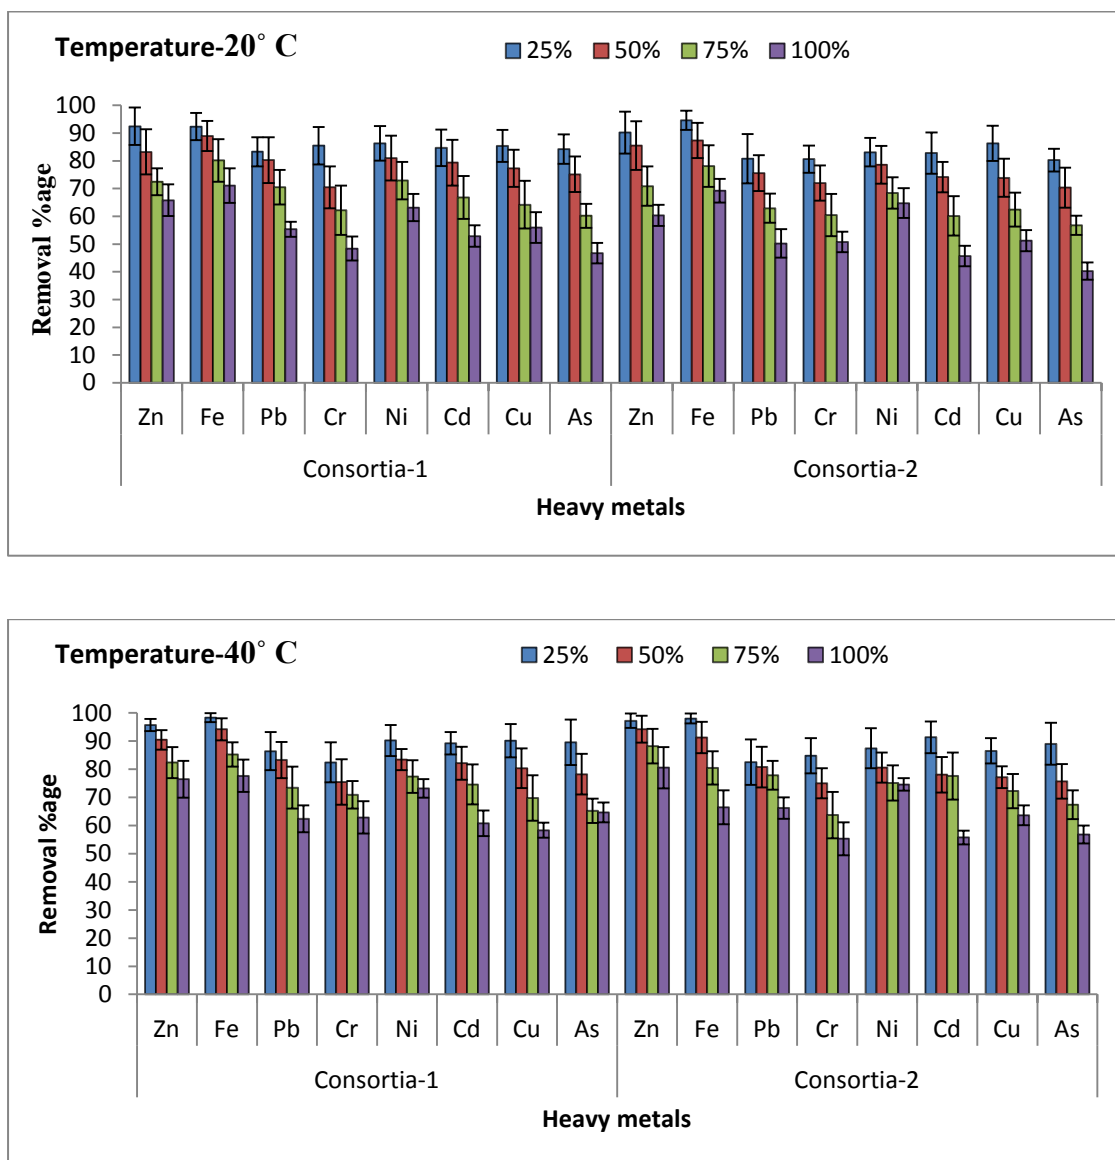 Temperature-20° C
25% 50% 75% 100%
Removal %age
100
90
80
70
60
50
40
30
20
10
0
Zn Fe Pb Cr Ni Cd Cu As Zn Fe Pb Cr Ni Cd Cu As
Consortia-1 Consortia-2
Heavy metals
Temperature-40° C
25% 50% 75% 100%
Removal %age
100
90
80
70
60
50
40
30
20
10
0
Zn Fe Pb Cr Ni Cd Cu As Zn Fe Pb Cr Ni Cd Cu As
Consortia-1 Consortia-2
Heavy metals